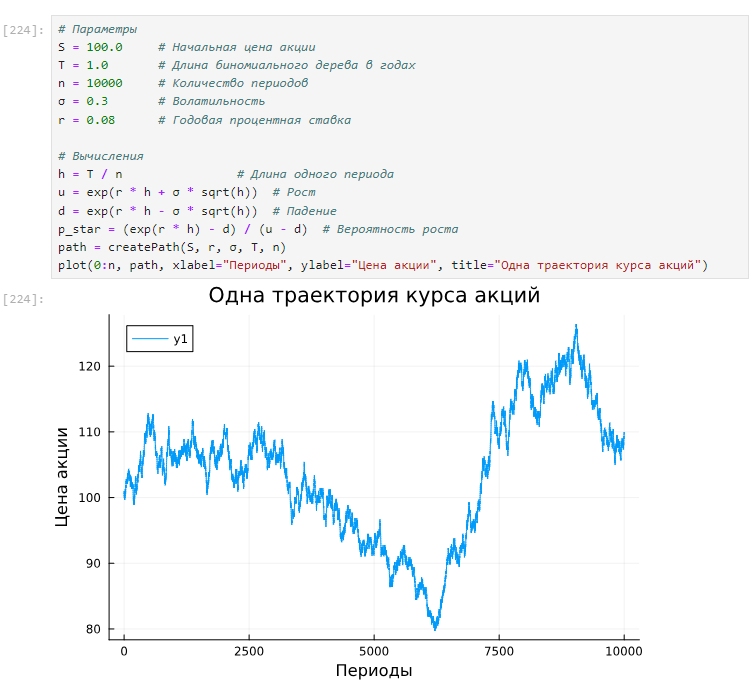 [224]:
# Параметры
S = 100.0     # Начальная цена акции
T = 1.0       # Длина биномиального дерева в годах
n = 10000     # Количество периодов
σ = 0.3       # Волатильность
r = 0.08      # Годовая процентная ставка
# Вычисления
h = T / n                # Длина одного периода
u = exp(r * h + σ * sqrt(h))  # Рост
d = exp(r * h - σ * sqrt(h))  # Падение
p_star = (exp(r * h) - d) / (u - d)  # Вероятность роста
path = createPath(S, r, σ, T, n)
plot(0:n, path, xlabel="Периоды", ylabel="Цена акции", title="Одна траектория курса акций")
[224]:
Одна траектория курса акций
y1
Цена акции
120
110
100
90
80
0 2500 5000 7500 10000
Периоды